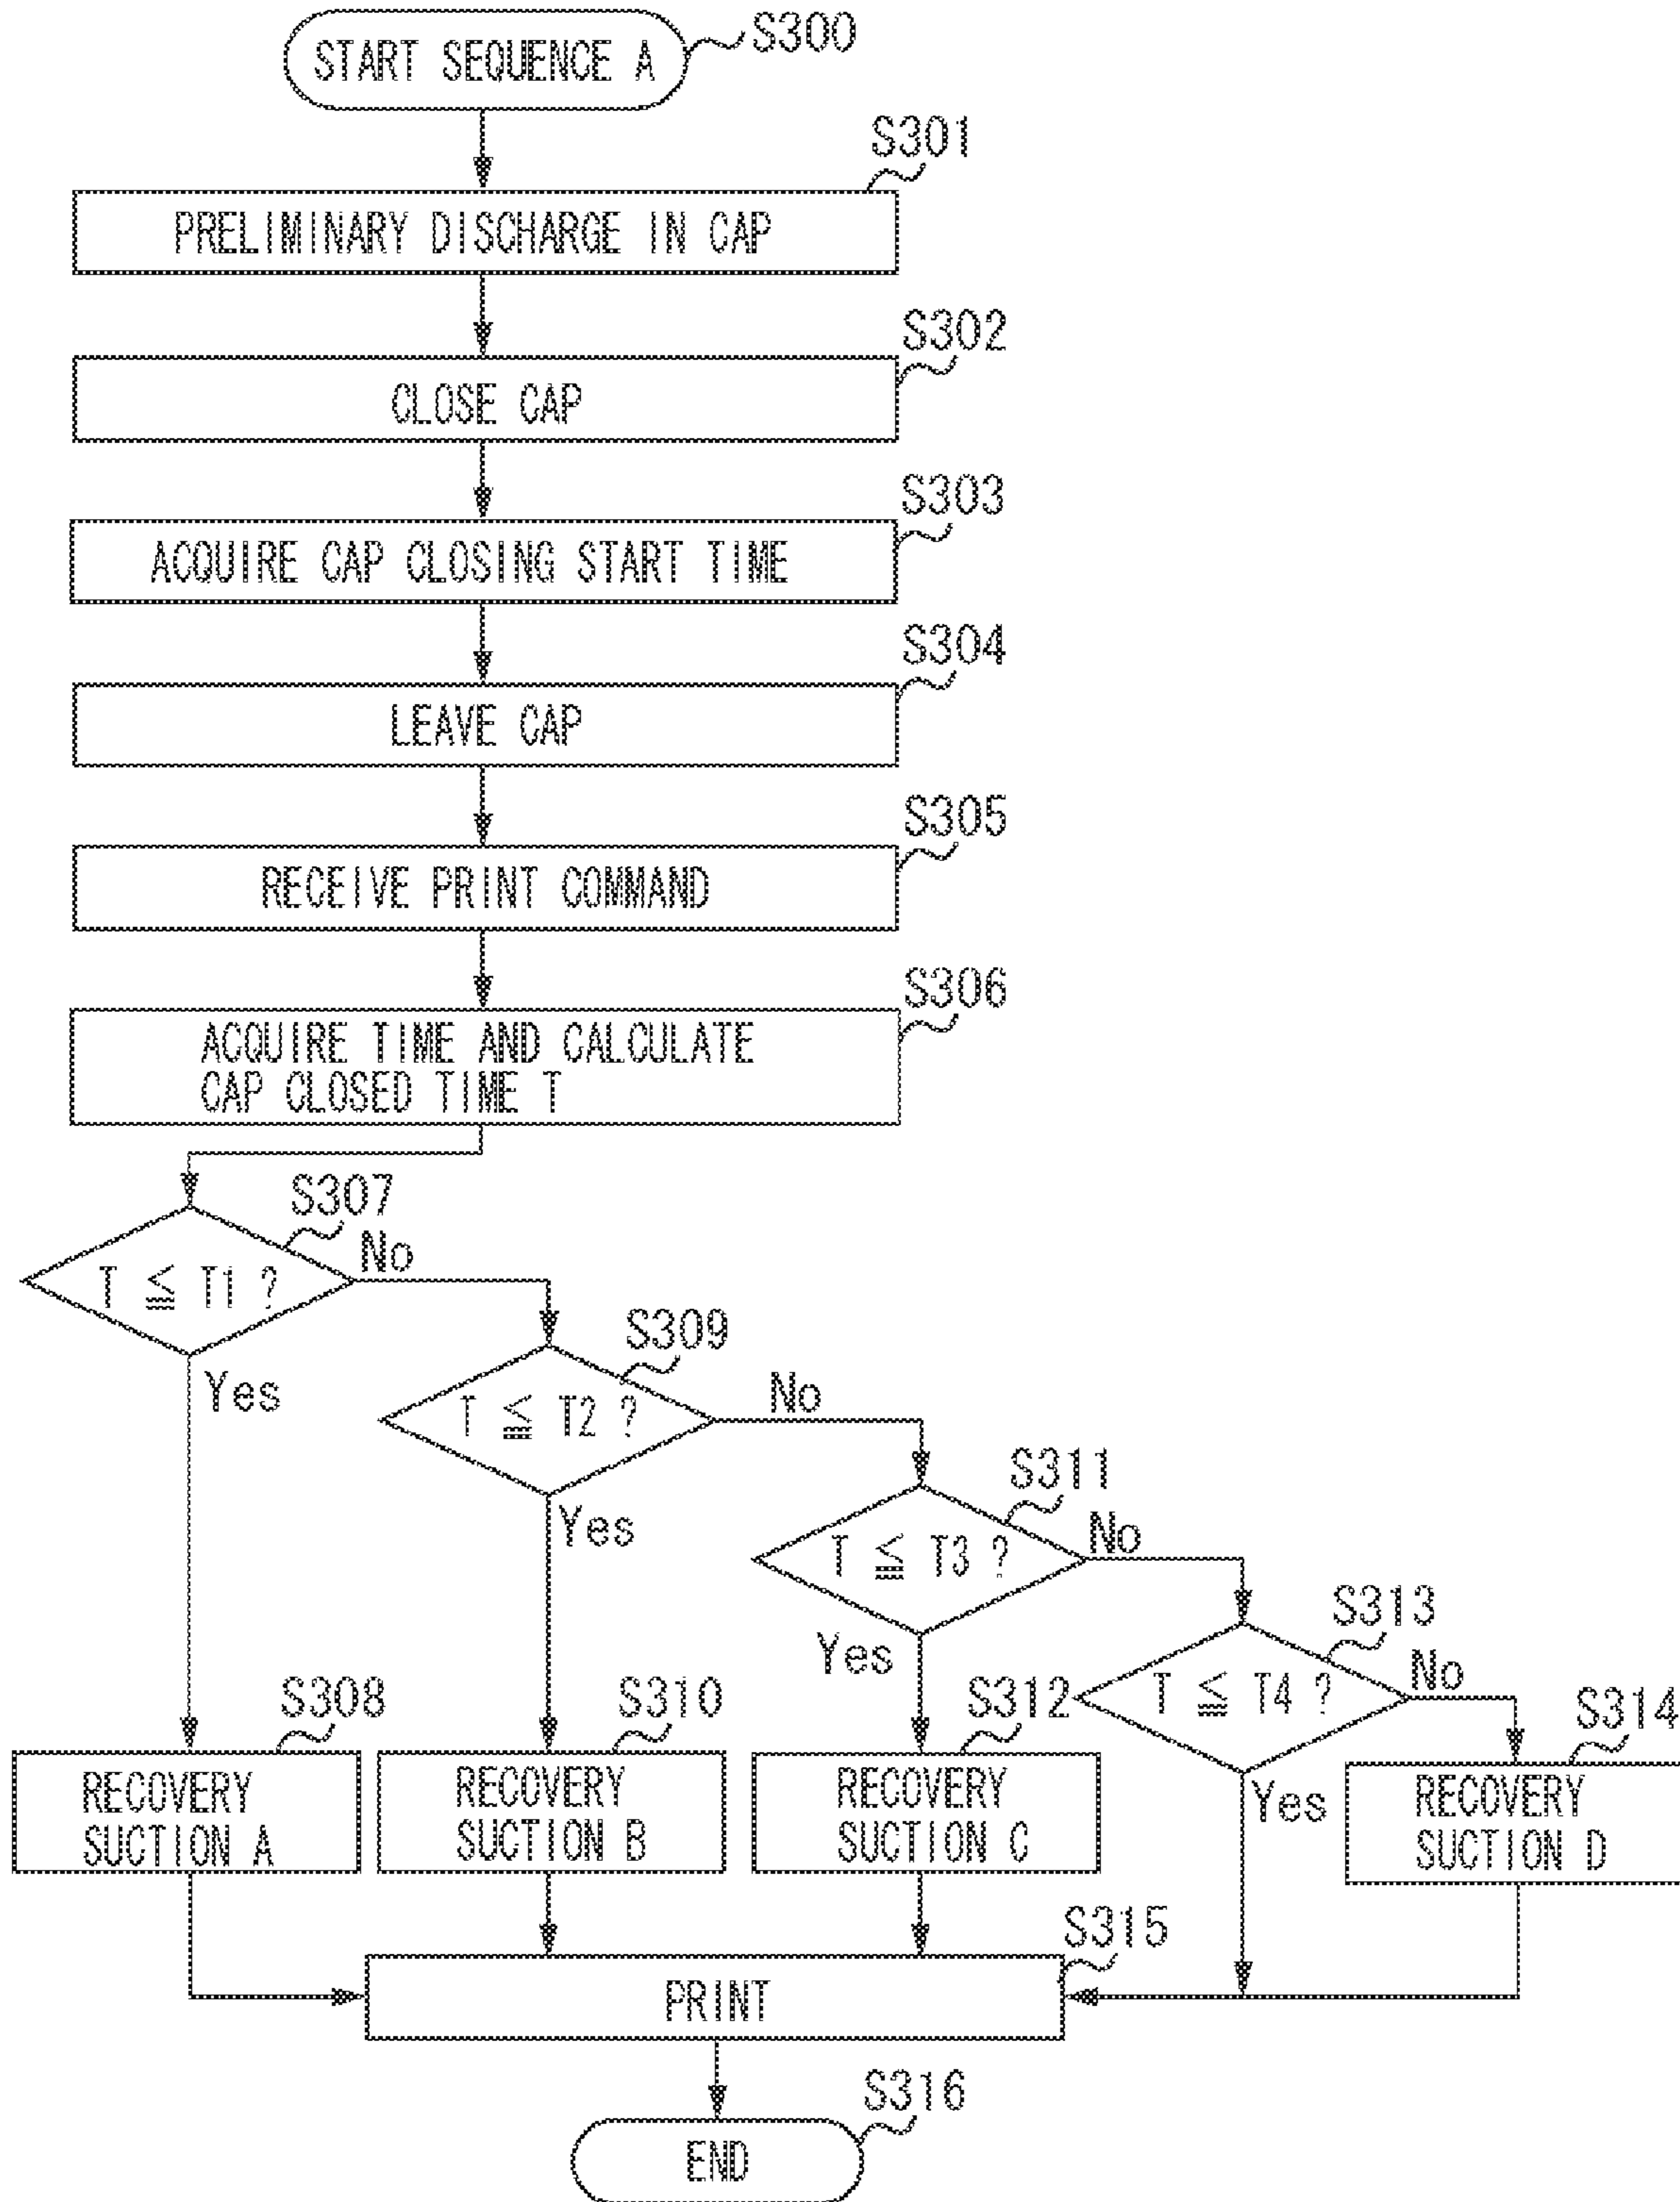 START SEQUENCE A
S300
S301
PRELIMINARY DISCHARGE IN CAP
S302
CLOSE CAP
S303
ACQUIRE CAP CLOSING START TIME
S304
LEAVE CAP
S305
RECEIVE PRINT COMMAND
S306
ACQUIRE TIME AND CALCULATE
CAP CLOSED TIME T
S307
T ≦ T1 ?
No
Yes
S309
T ≦ T2 ?
No
Yes
S311
T ≦ T3 ?
No
Yes
S313
T ≦ T4 ?
No
Yes
S308
RECOVERY
SUCTION A
S310
RECOVERY
SUCTION B
S312
RECOVERY
SUCTION C
S314
RECOVERY
SUCTION D
S315
PRINT
S316
END